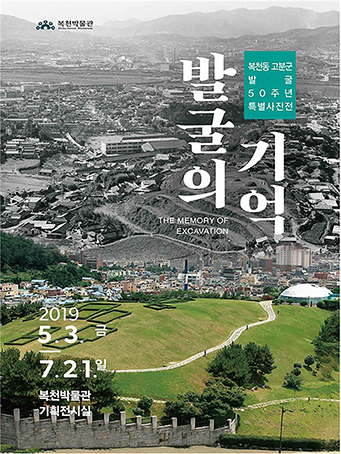 복천박물관
복천동 고분군
발굴
50주년
특별사진전
발굴의
기억
THE MEMORY OF
EXCAVATION
2019
5.3.금
7.21.일
복천박물관
기획전시실